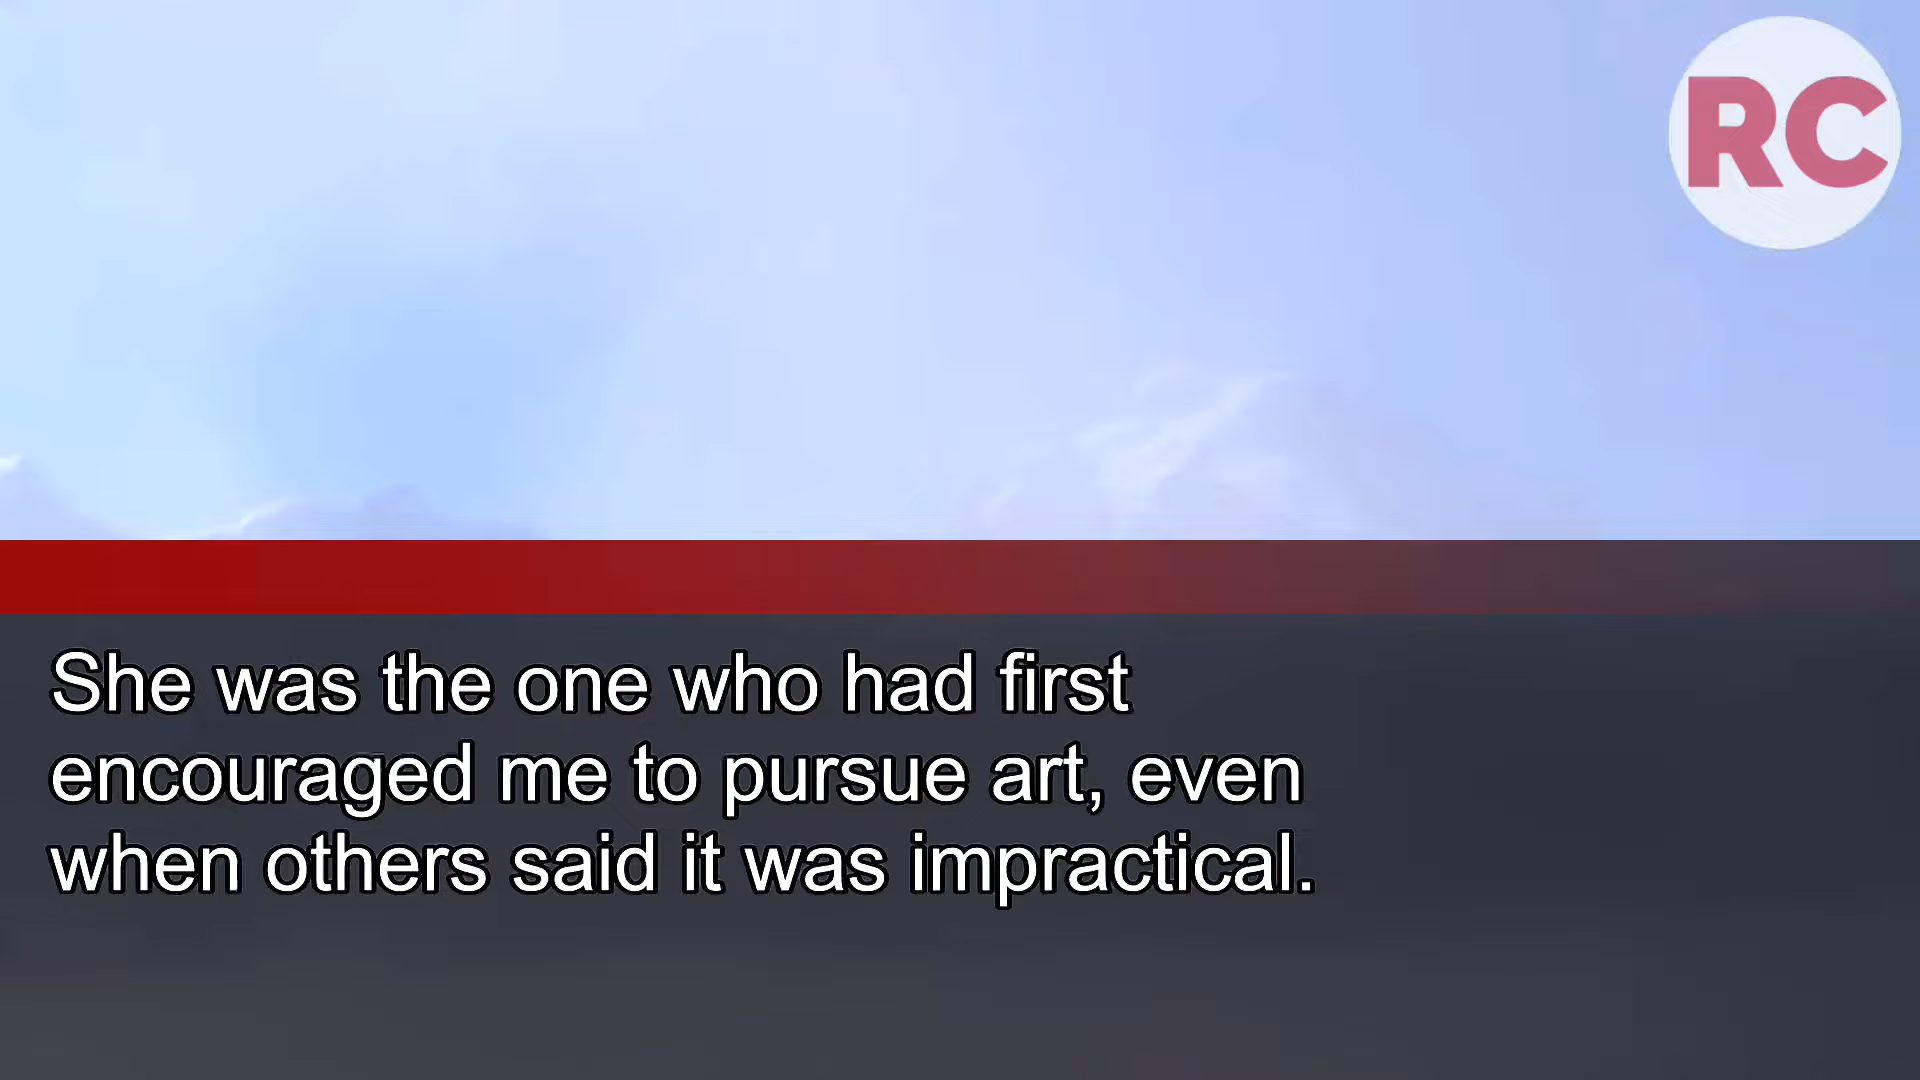 RC
She was the one who had first
encouraged me to pursue art, even
when others said it was impractical.